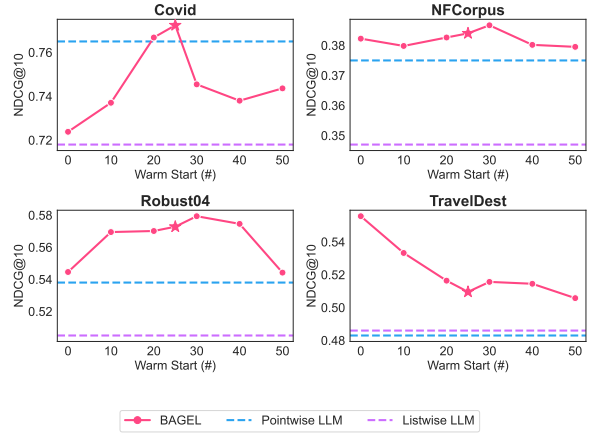 Covid
NDCG@10
0.76
0.74
0.72
0 10 20 30 40 50
Warm Start (#)
NFCorpus
NDCG@10
0.38
0.37
0.36
0.35
0 10 20 30 40 50
Warm Start (#)
Robust04
NDCG@10
0.58
0.56
0.54
0.52
0 10 20 30 40 50
Warm Start (#)
TravelDest
NDCG@10
0.54
0.52
0.50
0.48
0 10 20 30 40 50
Warm Start (#)
BAGEL Pointwise LLM Listwise LLM